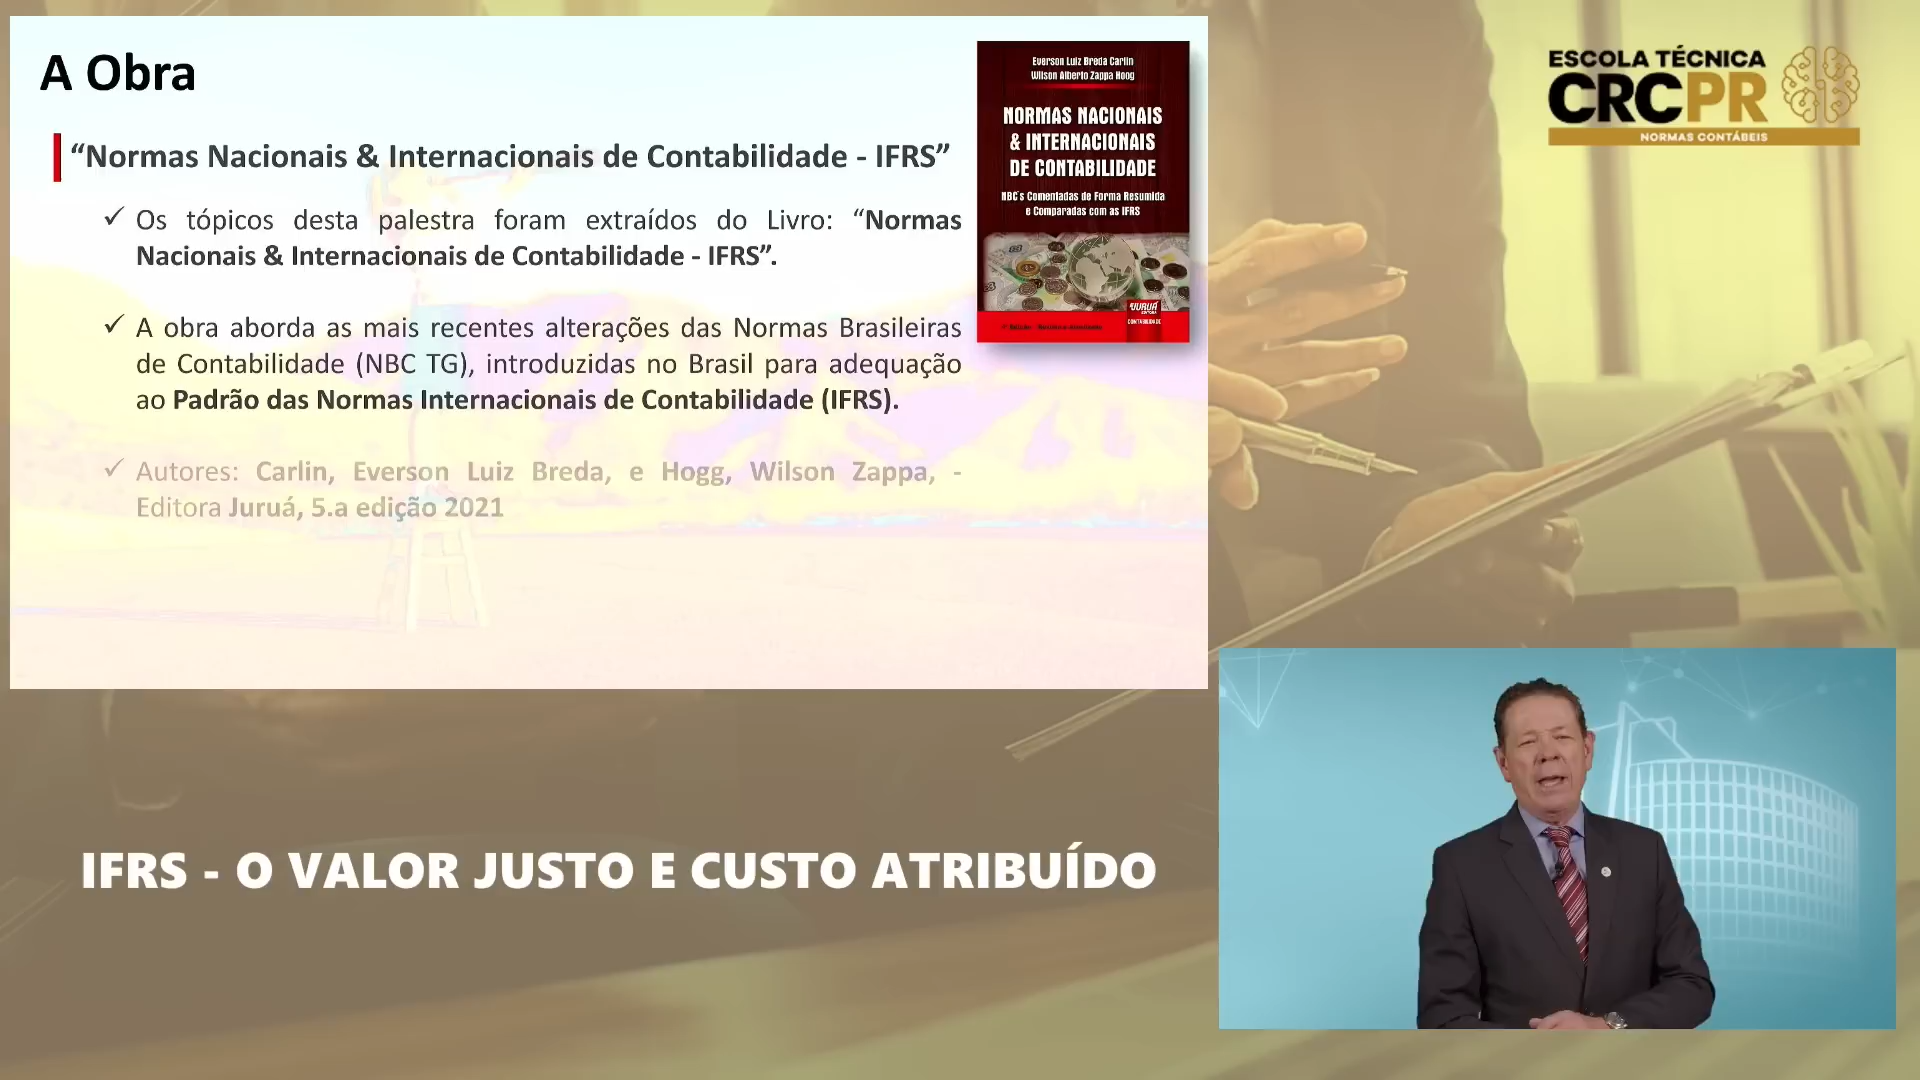 A Obra
“Normas Nacionais & Internacionais de Contabilidade - IFRS”
Os tópicos desta palestra foram extraídos do Livro: “Normas
Nacionais & Internacionais de Contabilidade - IFRS”.
A obra aborda as mais recentes alterações das Normas Brasileiras
de Contabilidade (NBC TG), introduzidas no Brasil para adequação
ao Padrão das Normas Internacionais de Contabilidade (IFRS).
Autores: Carlin, Everson Luiz Breda, e Hogg, Wilson Zappa, -
Editora Juruá, 5.a edição 2021
Everson Luiz Breda Carlin
Wilson Alberto Zappa Hoog
NORMAS NACIONAIS
& INTERNACIONAIS
DE CONTABILIDADE
NBC's Comentadas de Forma Resumida
e Comparadas com as IFRS
JURUÁ
EDITORA
CONTABILIDADE
ESCOLA TÉCNICA
CRCPR
NORMAS CONTÁBEIS
IFRS - O VALOR JUSTO E CUSTO ATRIBUÍDO